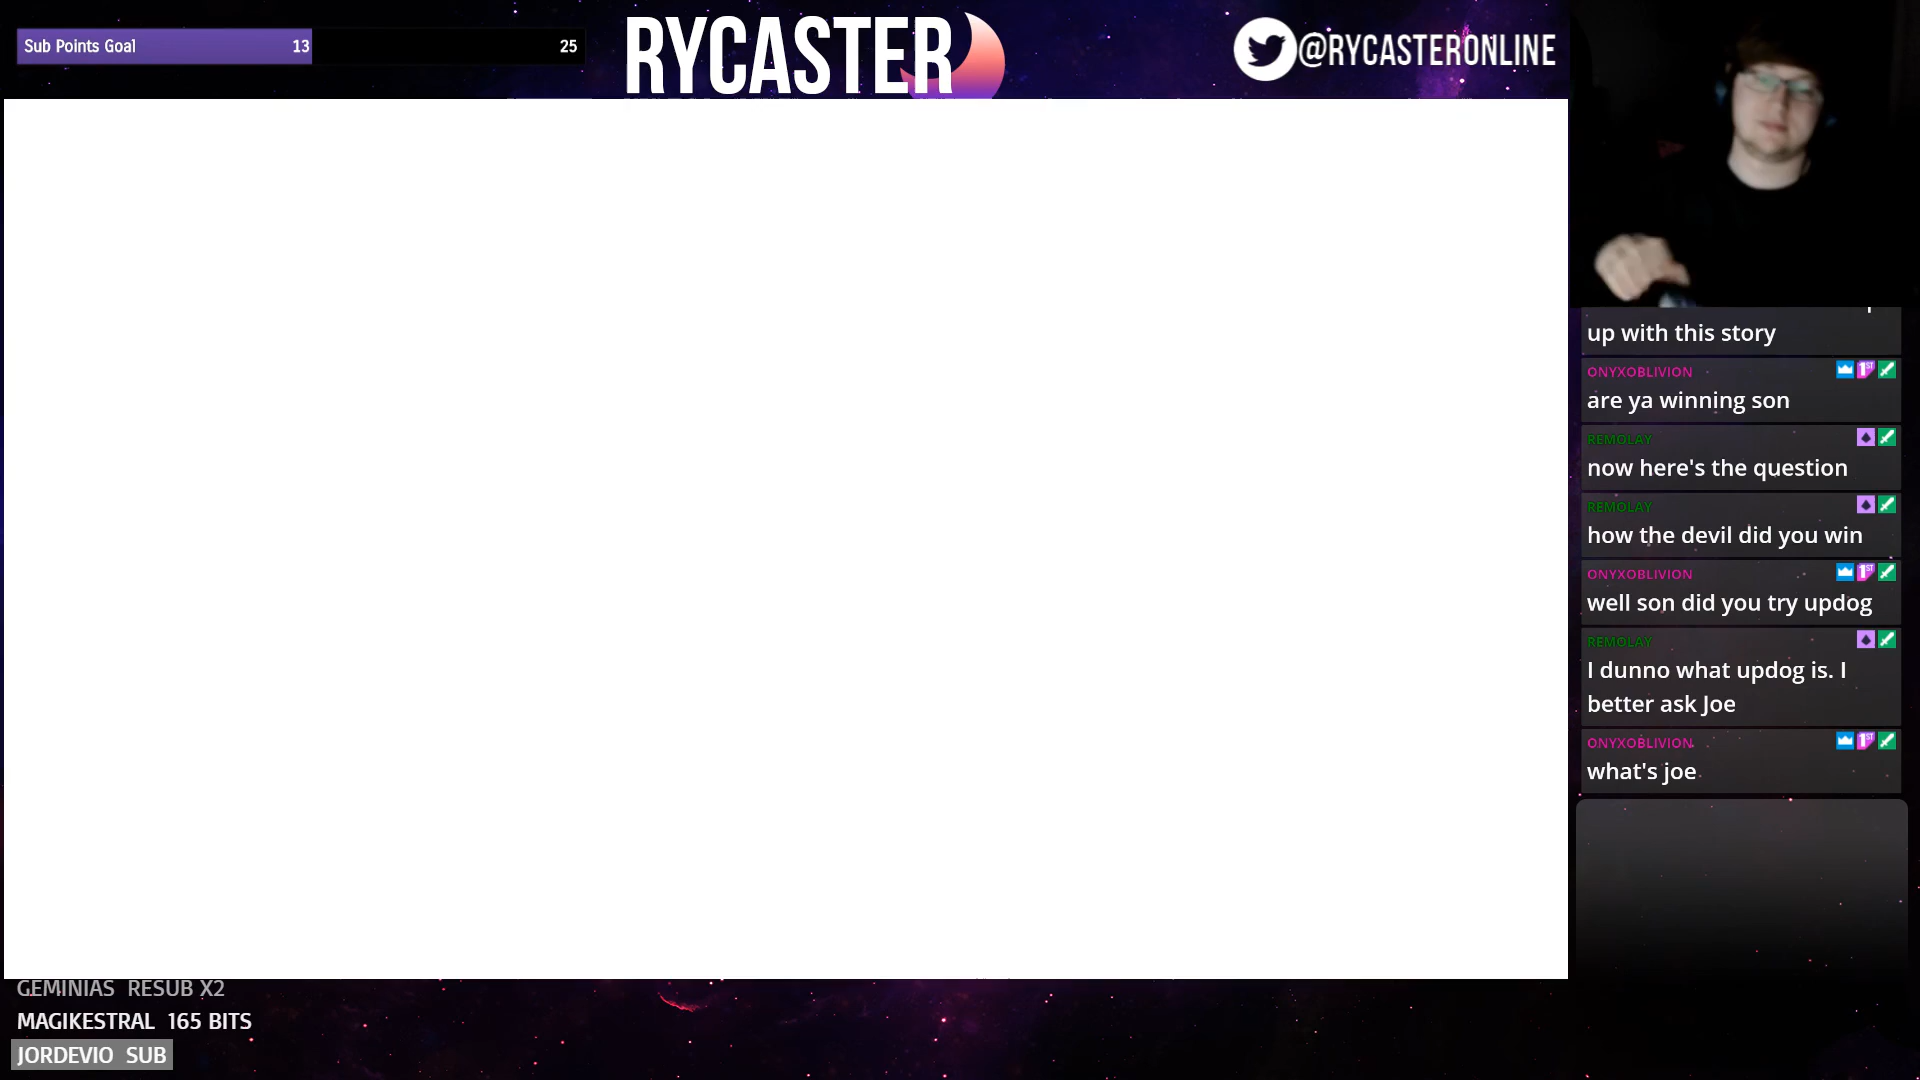 Sub Points Goal 13 25
RYCASTER
@RYCASTERONLINE
up with this story
ONYXOBLIVION
are ya winning son
REMOLAY
now here's the question
REMOLAY
how the devil did you win
ONYXOBLIVION
well son did you try updog
REMOLAY
I dunno what updog is. I
better ask Joe
ONYXOBLIVION
what's joe
GEMINIAS RESUB X2
MAGIKESTRAL 165 BITS
JORDEVIO SUB